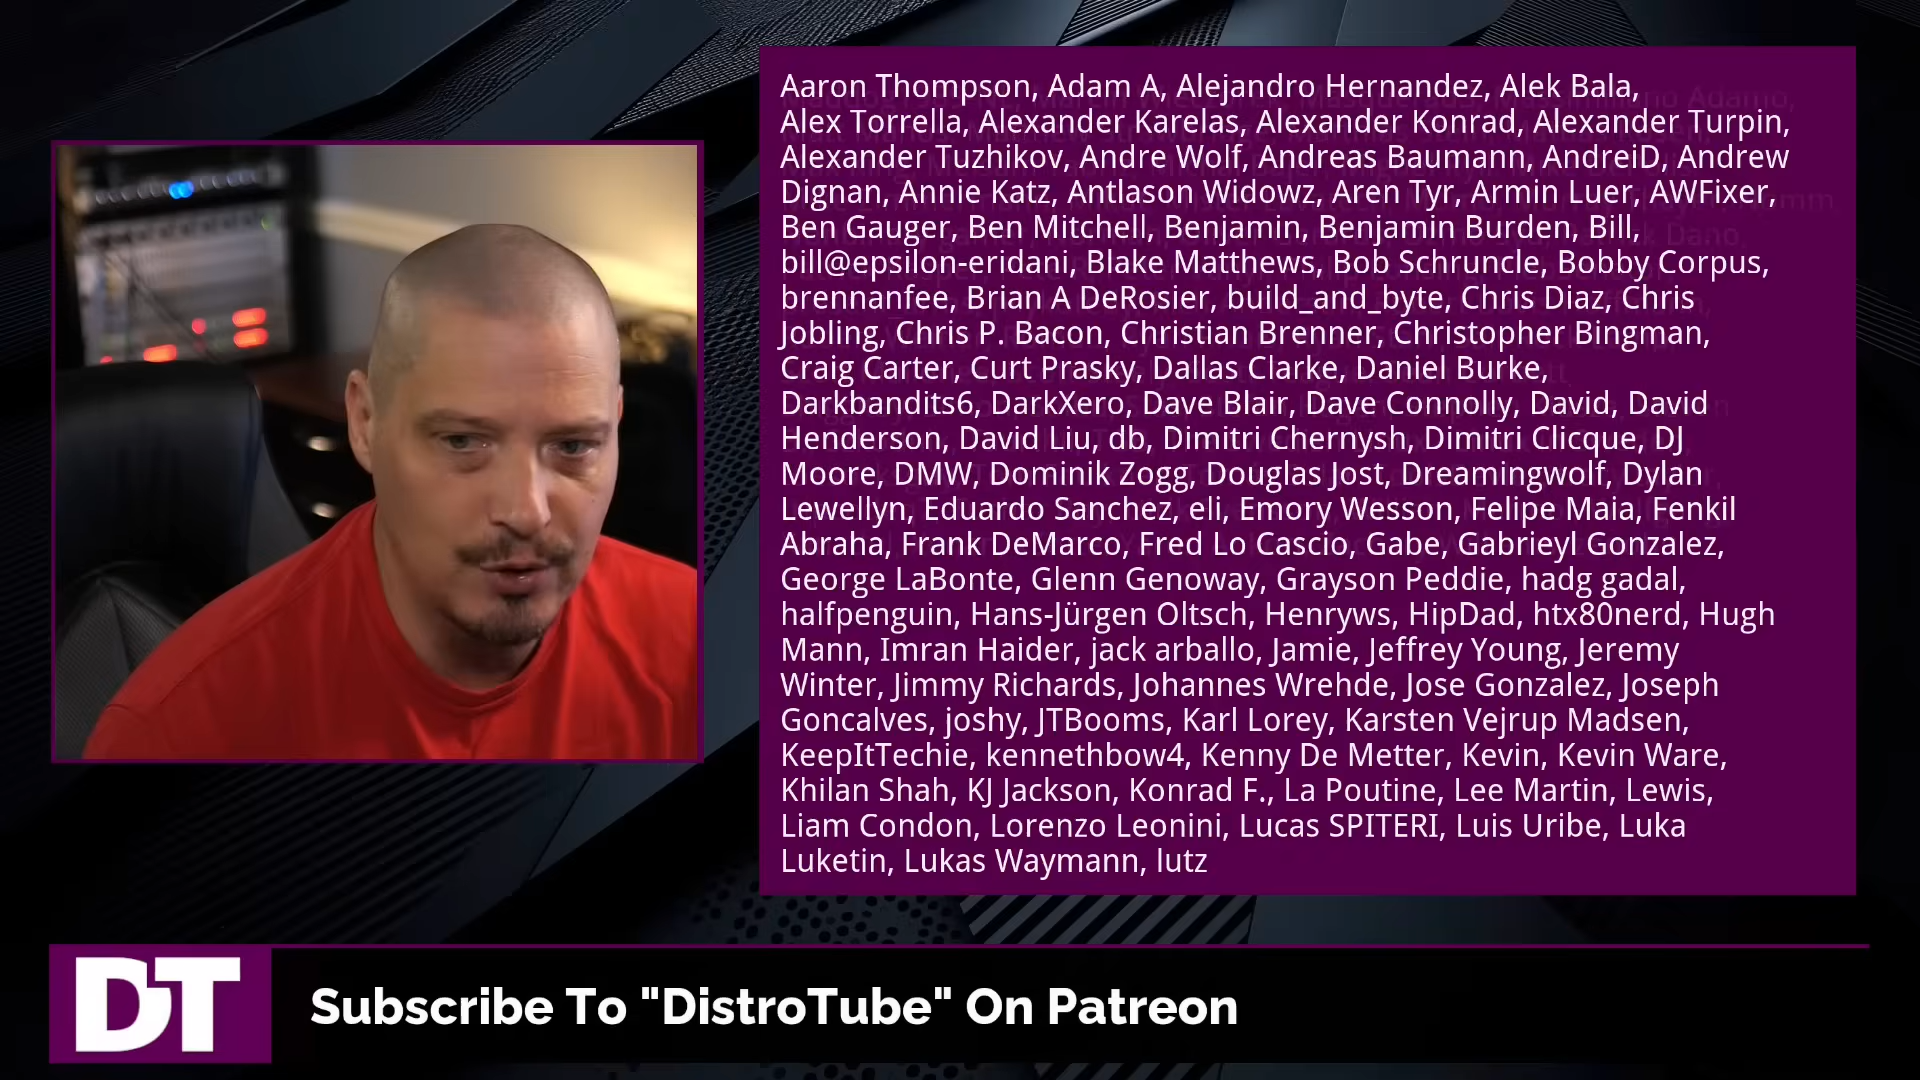 Aaron Thompson, Adam A, Alejandro Hernandez, Alek Bala,
Alex Torrella, Alexander Karelas, Alexander Konrad, Alexander Turpin,
Alexander Tuzhikov, Andre Wolf, Andreas Baumann, AndreiD, Andrew
Dignan, Annie Katz, Antlason Widowz, Aren Tyr, Armin Luer, AWFixer,
Ben Gauger, Ben Mitchell, Benjamin, Benjamin Burden, Bill,
bill@epsilon-eridani, Blake Matthews, Bob Schruncle, Bobby Corpus,
brennanfee, Brian A DeRosier, build_and_byte, Chris Diaz, Chris
Jobling, Chris P. Bacon, Christian Brenner, Christopher Bingman,
Craig Carter, Curt Prasky, Dallas Clarke, Daniel Burke,
Darkbandits6, DarkXero, Dave Blair, Dave Connolly, David, David
Henderson, David Liu, db, Dimitri Chernysh, Dimitri Clicque, DJ
Moore, DMW, Dominik Zogg, Douglas Jost, Dreamingwolf, Dylan
Lewellyn, Eduardo Sanchez, eli, Emory Wesson, Felipe Maia, Fenkil
Abraha, Frank DeMarco, Fred Lo Cascio, Gabe, Gabrieyl Gonzalez,
George LaBonte, Glenn Genoway, Grayson Peddie, hadg gadal,
halfpenguin, Hans-Jürgen Oltsch, Henryws, HipDad, htx80nerd, Hugh
Mann, Imran Haider, jack arballo, Jamie, Jeffrey Young, Jeremy
Winter, Jimmy Richards, Johannes Wrehde, Jose Gonzalez, Joseph
Goncalves, joshy, JTBooms, Karl Lorey, Karsten Vejrup Madsen,
KeepItTechie, kennethbow4, Kenny De Metter, Kevin, Kevin Ware,
Khilan Shah, KJ Jackson, Konrad F., La Poutine, Lee Martin, Lewis,
Liam Condon, Lorenzo Leonini, Lucas SPITERI, Luis Uribe, Luka
Luketin, Lukas Waymann, lutz
DT
Subscribe To "DistroTube" On Patreon